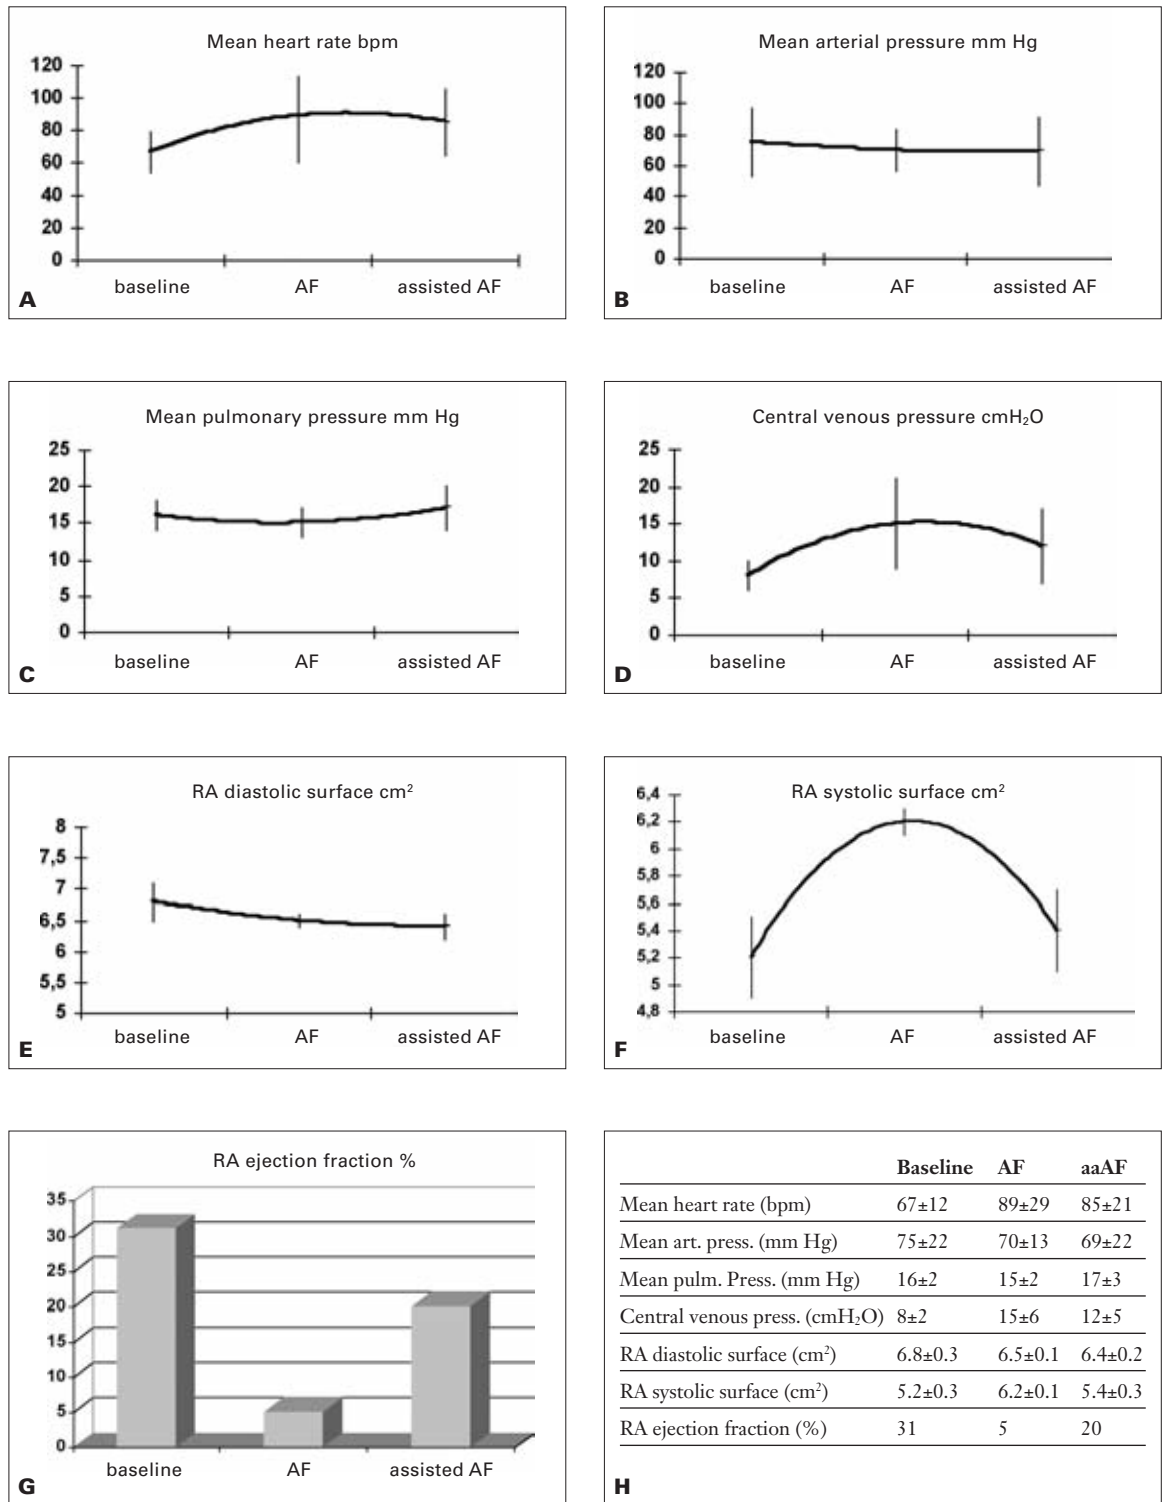 Mean heart rate bpm
120
100
80
60
40
20
0
baseline AF assisted AF
A
Mean arterial pressure mm Hg
120
100
80
60
40
20
0
baseline AF assisted AF
B
Mean pulmonary pressure mm Hg
25
20
15
10
5
0
baseline AF assisted AF
C
Central venous pressure cmH₂O
25
20
15
10
5
0
baseline AF assisted AF
D
RA diastolic surface cm²
8
7,5
7
6,5
6
5,5
5
baseline AF assisted AF
E
RA systolic surface cm²
6,4
6,2
6
5,8
5,6
5,4
5,2
5
4,8
baseline AF assisted AF
F
RA ejection fraction %
35
30
25
20
15
10
5
0
baseline AF assisted AF
G
Baseline AF aaAF
Mean heart rate (bpm) 67±12 89±29 85±21
Mean art. press. (mm Hg) 75±22 70±13 69±22
Mean pulm. Press. (mm Hg) 16±2 15±2 17±3
Central venous press. (cmH₂O) 8±2 15±6 12±5
RA diastolic surface (cm²) 6.8±0.3 6.5±0.1 6.4±0.2
RA systolic surface (cm²) 5.2±0.3 6.2±0.1 5.4±0.3
RA ejection fraction (%) 31 5 20
H